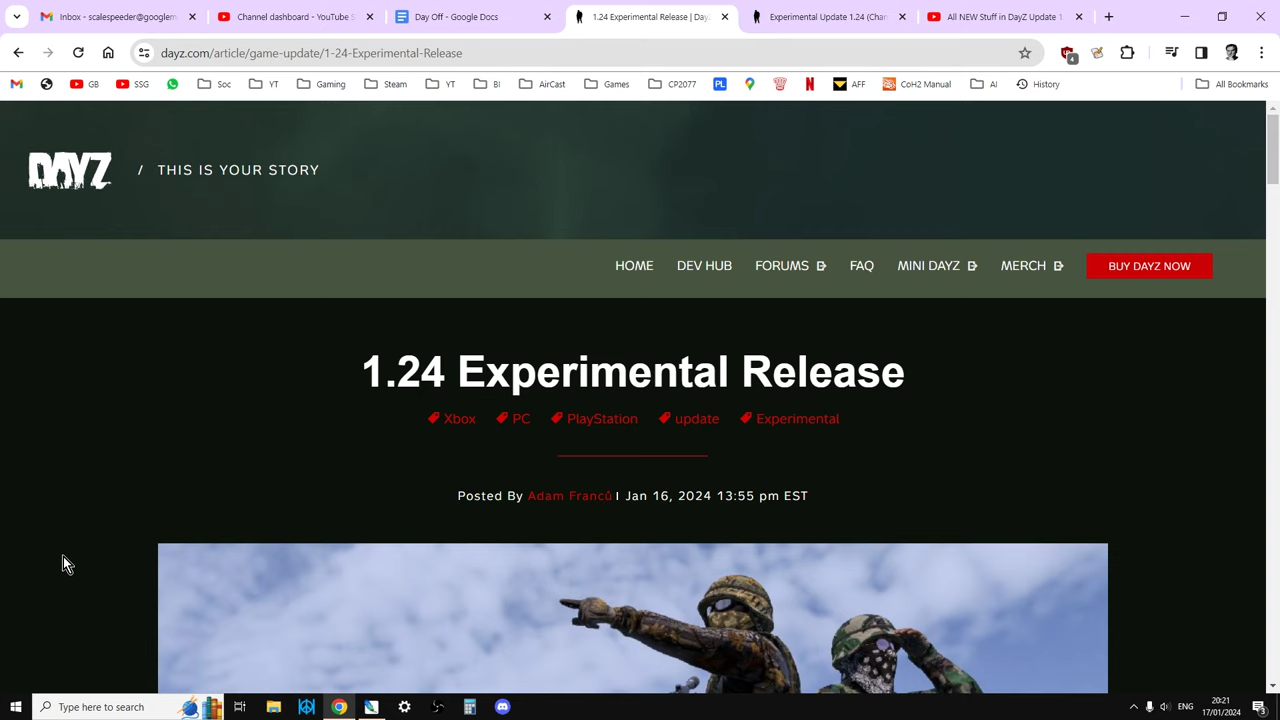 Inbox - scalespeeder@googlem
Channel dashboard - YouTube S
Day Off - Google Docs
1.24 Experimental Release | Day
Experimental Update 1.24 (Chan
All NEW Stuff in DayZ Update 1
dayz.com/article/game-update/1-24-Experimental-Release
4
GB
SSG
Soc
YT
Gaming
Steam
YT
BI
AirCast
Games
CP2077
PL
N
AFF
CoH2 Manual
AI
History
All Bookmarks
DAYZ / THIS IS YOUR STORY
HOME
DEV HUB
FORUMS
FAQ
MINI DAYZ
MERCH
BUY DAYZ NOW
1.24 Experimental Release
Xbox
PC
PlayStation
update
Experimental
Posted By Adam Franců | Jan 16, 2024 13:55 pm EST
Type here to search
20:21
17/01/2024
3